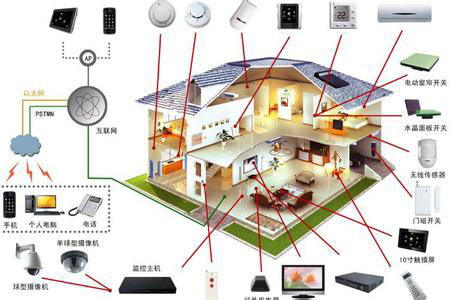 AP
以太网
PSTMN
互联网
电动窗帘开关
水晶面板开关
无线传感器
门磁开关
10寸触摸屏
手机
个人电脑
电话
半球型摄像机
球型摄像机
监控主机